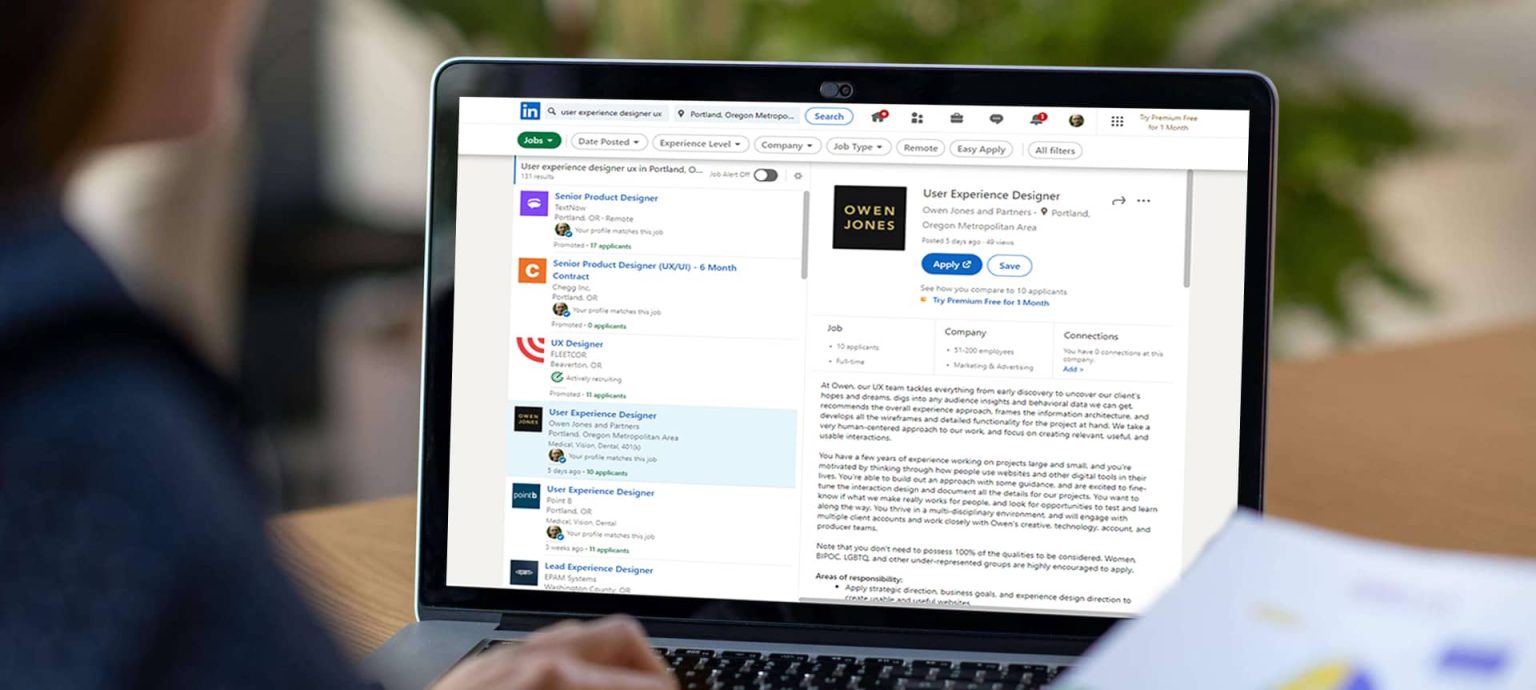 in
user experience designer ux
Portland, Oregon Metropo...
Search
Try Premium Free
for 1 Month
Jobs
Date Posted
Experience Level
Company
Job Type
Remote
Easy Apply
All filters
User experience designer ux in Portland, O...
Job Alert Off
131 results
Senior Product Designer
TextNow
Portland, OR - Remote
Your profile matches this job
Promoted · 17 applicants
C
Senior Product Designer (UX/UI) - 6 Month
Contract
Chegg Inc.
Portland, OR
Your profile matches this job
Promoted · 0 applicants
UX Designer
FLEETCOR
Beaverton, OR
Actively recruiting
Promoted · 11 applicants
OWEN
JONES
User Experience Designer
Owen Jones and Partners
Portland, Oregon Metropolitan Area
Medical, Vision, Dental, 401(k)
Your profile matches this job
5 days ago · 10 applicants
point b
User Experience Designer
Point B
Portland, OR
Medical, Vision, Dental
Your profile matches this job
3 weeks ago · 11 applicants
<epam>
Lead Experience Designer
EPAM Systems
Washington County, OR
OWEN
JONES
User Experience Designer
Owen Jones and Partners · Portland,
Oregon Metropolitan Area
Posted 5 days ago · 49 views
Apply
Save
See how you compare to 10 applicants
Try Premium Free for 1 Month
Job
· 10 applicants
· Full-time
Company
· 51-200 employees
· Marketing & Advertising
Connections
You have 0 connections at this
company.
Add >
At Owen, our UX team tackles everything from early discovery to uncover our client's
hopes and dreams, digs into any audience insights and behavioral data we can get,
recommends the overall experience approach, frames the information architecture, and
develops all the wireframes and detailed functionality for the project at hand. We take a
very human-centered approach to our work, and focus on creating relevant, useful, and
usable interactions.
You have a few years of experience working on projects large and small, and you're
motivated by thinking through how people use websites and other digital tools in their
lives. You're able to build out an approach with some guidance, and are excited to fine-
tune the interaction design and document all the details for our projects. You want to
know if what we make really works for people, and look for opportunities to test and learn
along the way. You thrive in a multi-disciplinary environment, and will engage with
multiple client accounts and work closely with Owen's creative, technology, account, and
producer teams.
Note that you don't need to possess 100% of the qualities to be considered. Women,
BIPOC, LGBTQ, and other under-represented groups are highly encouraged to apply.
Areas of responsibility:
• Apply strategic direction, business goals, and experience design direction to
create usable and useful websites